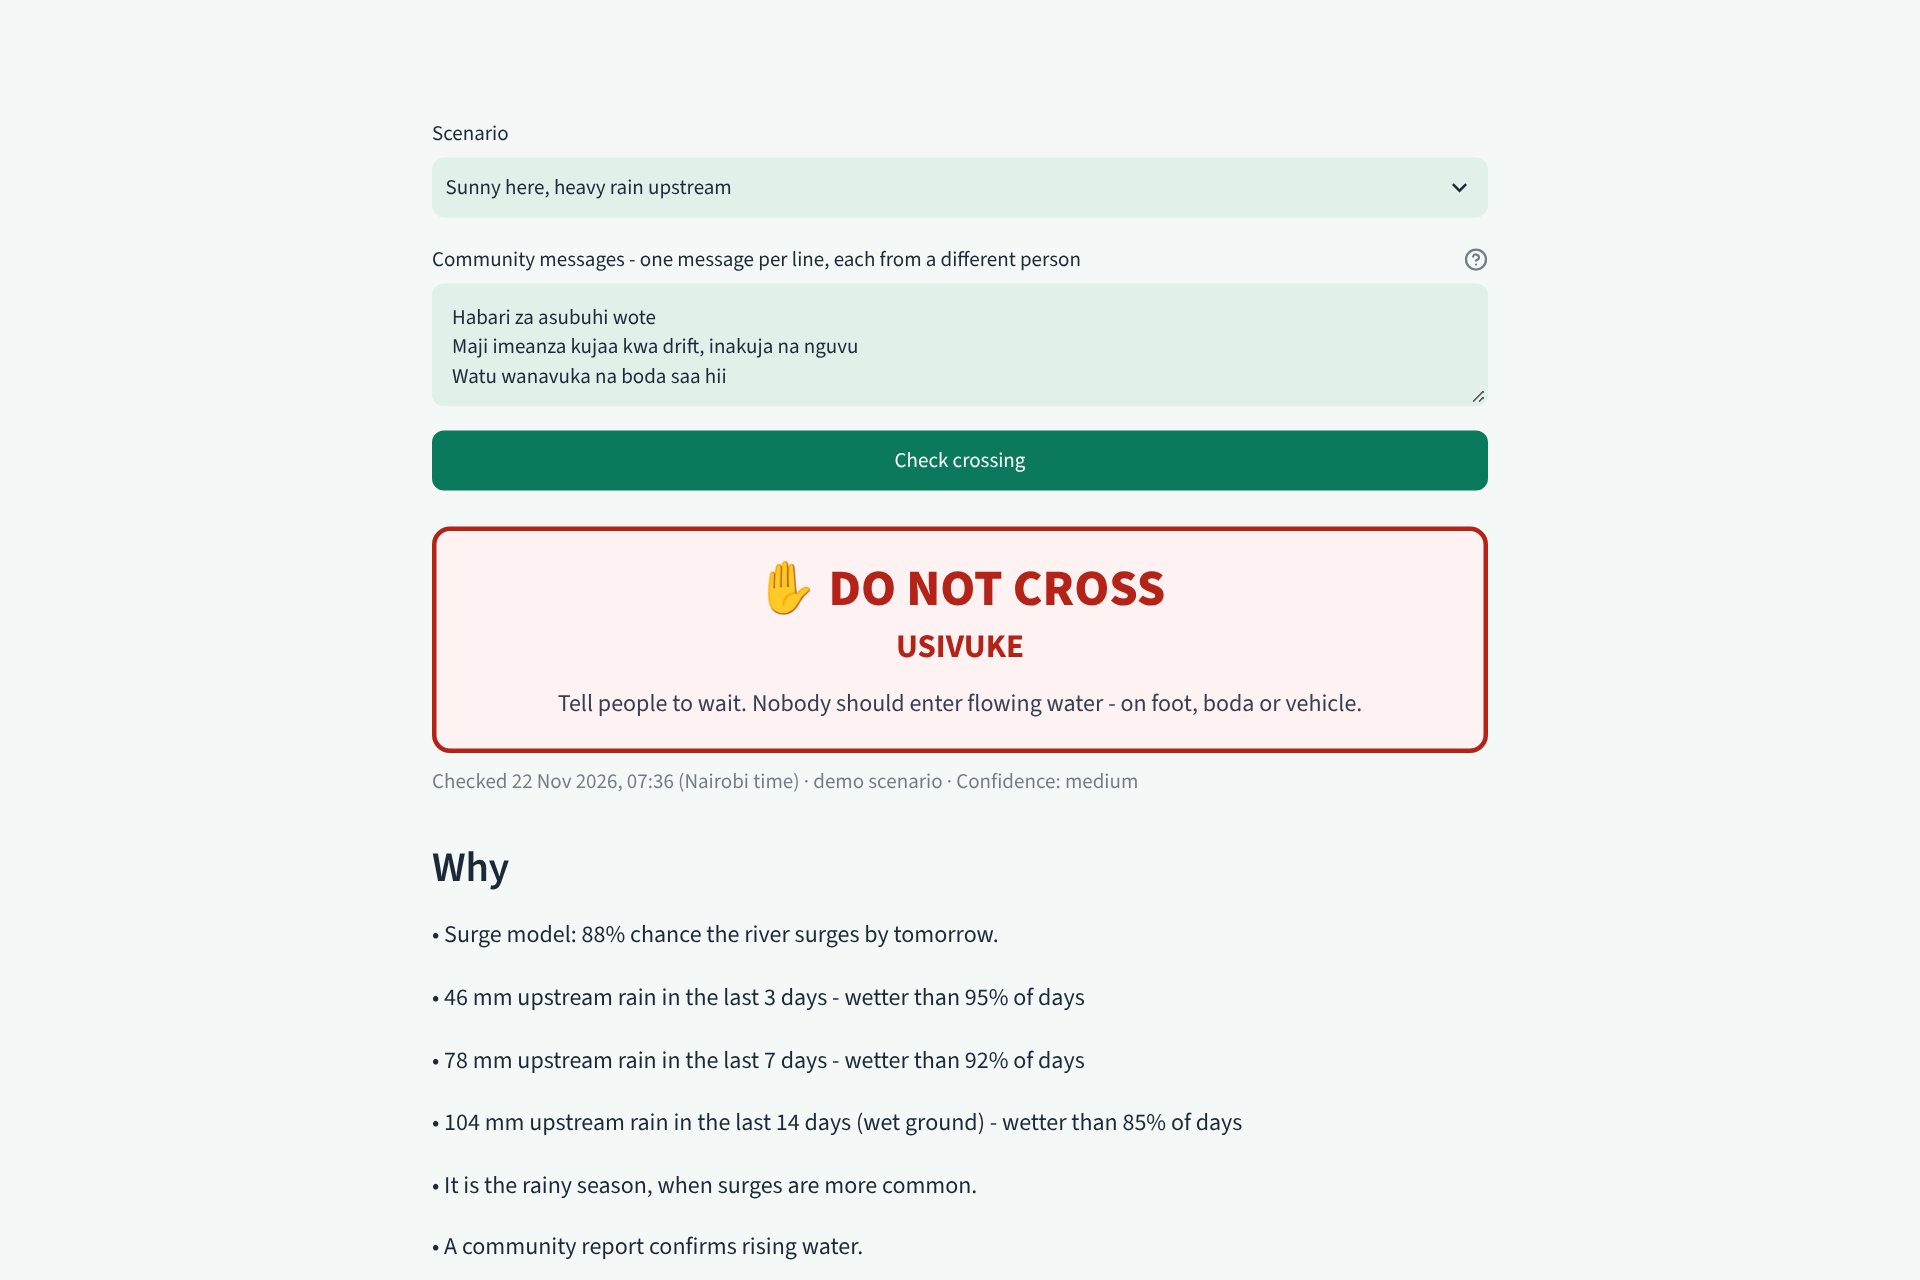 Scenario
Sunny here, heavy rain upstream
Community messages - one message per line, each from a different person
Habari za asubuhi wote
Maji imeanza kujaa kwa drift, inakuja na nguvu
Watu wanavuka na boda saa hii
Check crossing
✋ DO NOT CROSS
USIVUKE
Tell people to wait. Nobody should enter flowing water - on foot, boda or vehicle.
Checked 22 Nov 2026, 07:36 (Nairobi time) · demo scenario · Confidence: medium
Why
• Surge model: 88% chance the river surges by tomorrow.
• 46 mm upstream rain in the last 3 days - wetter than 95% of days
• 78 mm upstream rain in the last 7 days - wetter than 92% of days
• 104 mm upstream rain in the last 14 days (wet ground) - wetter than 85% of days
• It is the rainy season, when surges are more common.
• A community report confirms rising water.